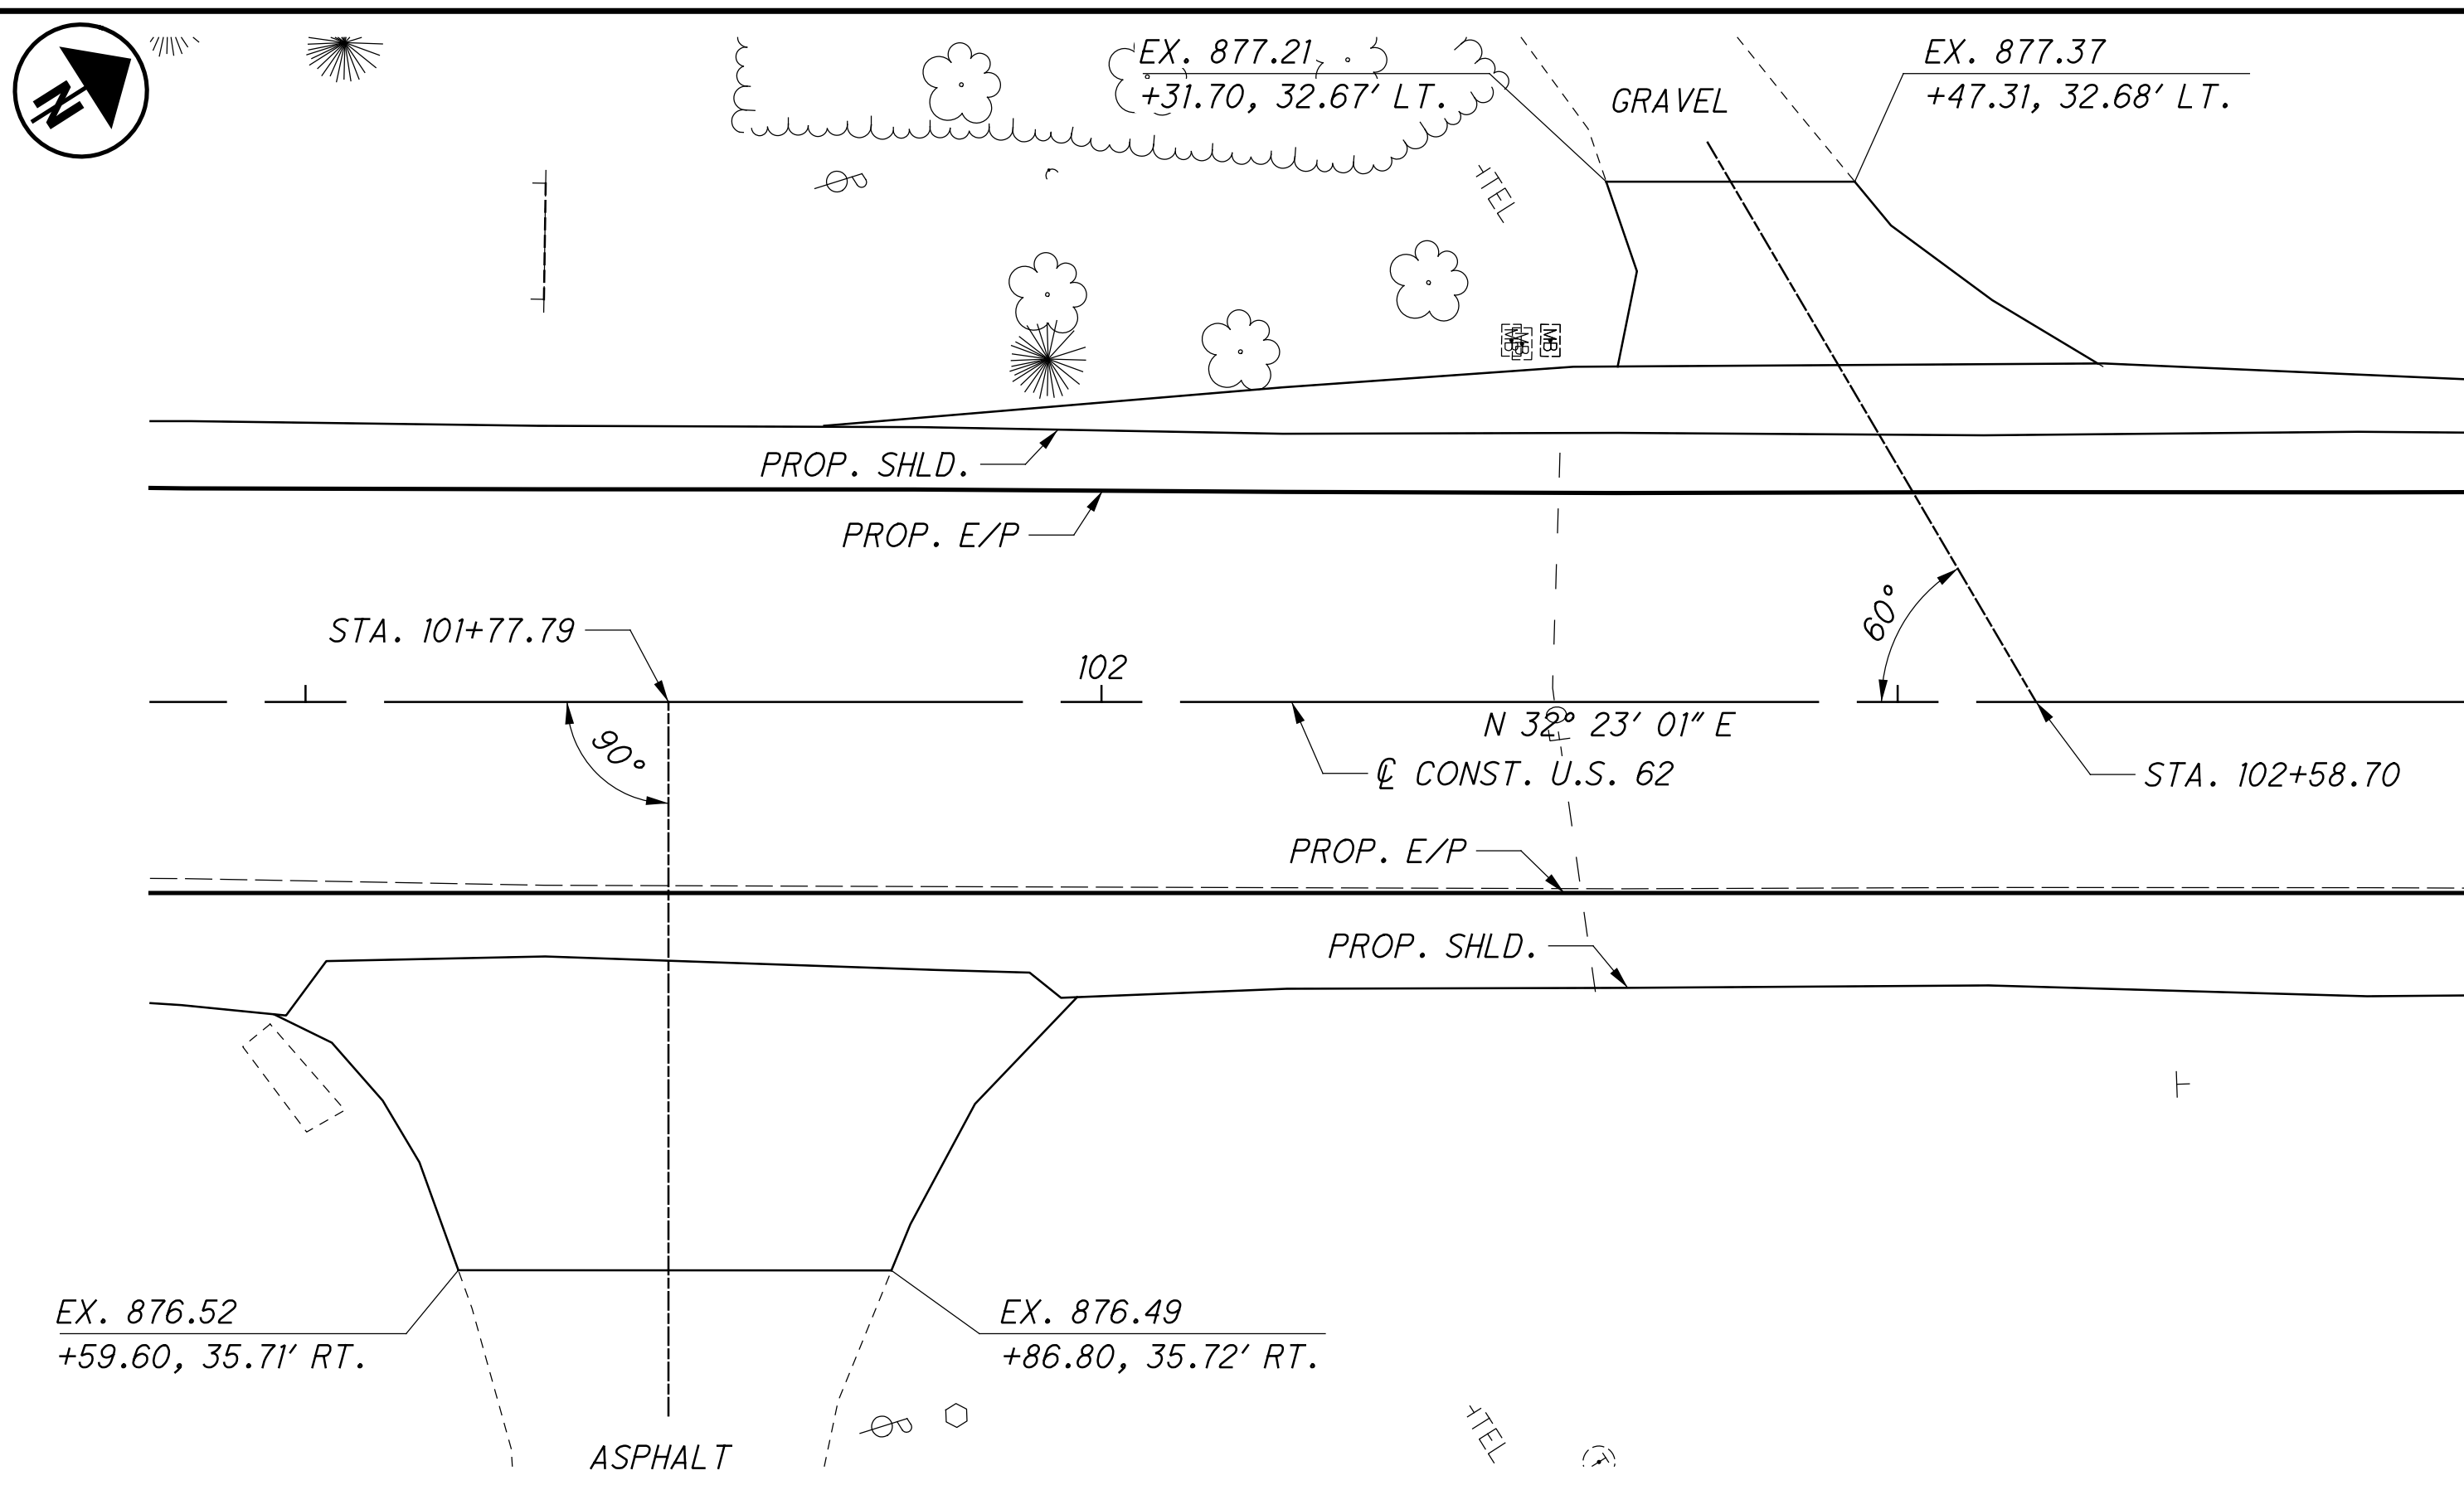 N
EX. 877.21
+31.70, 32.67' LT.
GRAVEL
EX. 877.37
+47.31, 32.68' LT.
P
TEL
MB
MB
MB
PROP. SHLD.
PROP. E/P
60°
STA. 101+77.79
102
90°
N 32° 23' 01" E
℄ CONST. U.S. 62
STA. 102+58.70
PROP. E/P
PROP. SHLD.
EX. 876.52
+59.60, 35.71' RT.
EX. 876.49
+86.80, 35.72' RT.
P
TEL
ASPHALT